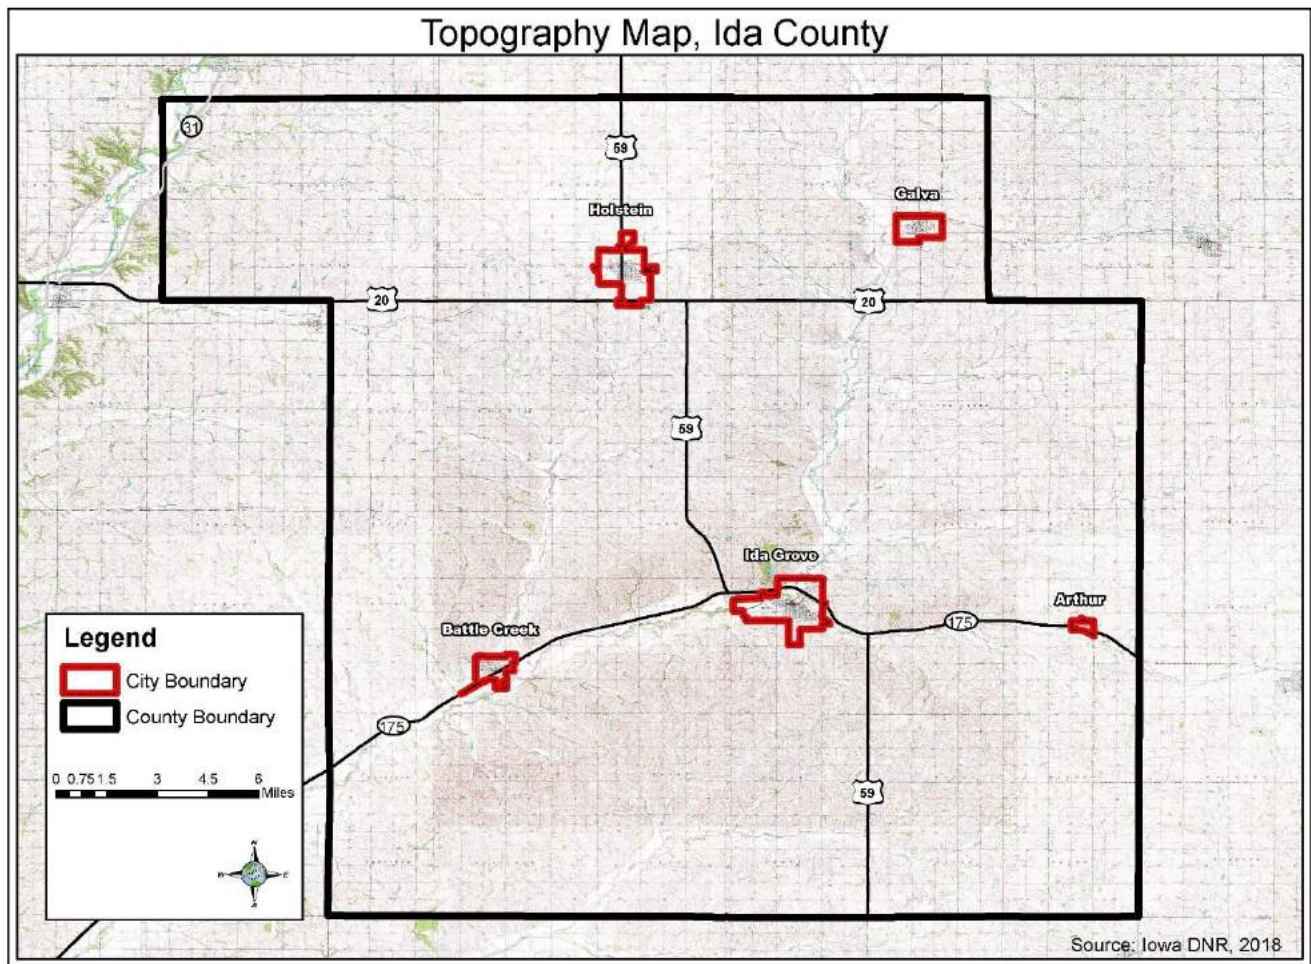 Topography Map, Ida County
31
59
Galva
Holstein
20
20
59
Ida Grove
Arthur
175
Battle Creek
175
59
Legend
City Boundary
County Boundary
0 0.75 1.5 3 4.5 6
Miles
N
W E
S
Source: Iowa DNR, 2018